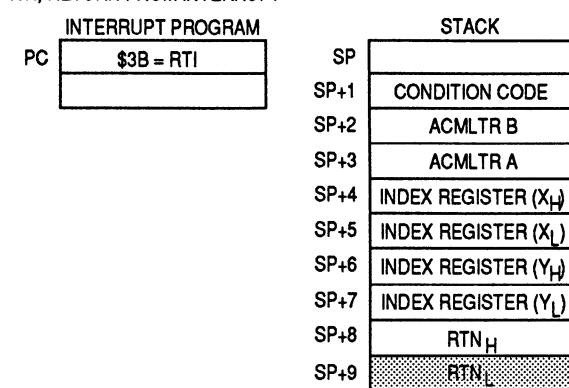 INTERRUPT PROGRAM
PC
$3B = RTI
STACK
SP
SP+1 CONDITION CODE
SP+2 ACMLTR B
SP+3 ACMLTR A
SP+4 INDEX REGISTER (XH)
SP+5 INDEX REGISTER (XL)
SP+6 INDEX REGISTER (YH)
SP+7 INDEX REGISTER (YL)
SP+8 RTNH
SP+9 RTNL